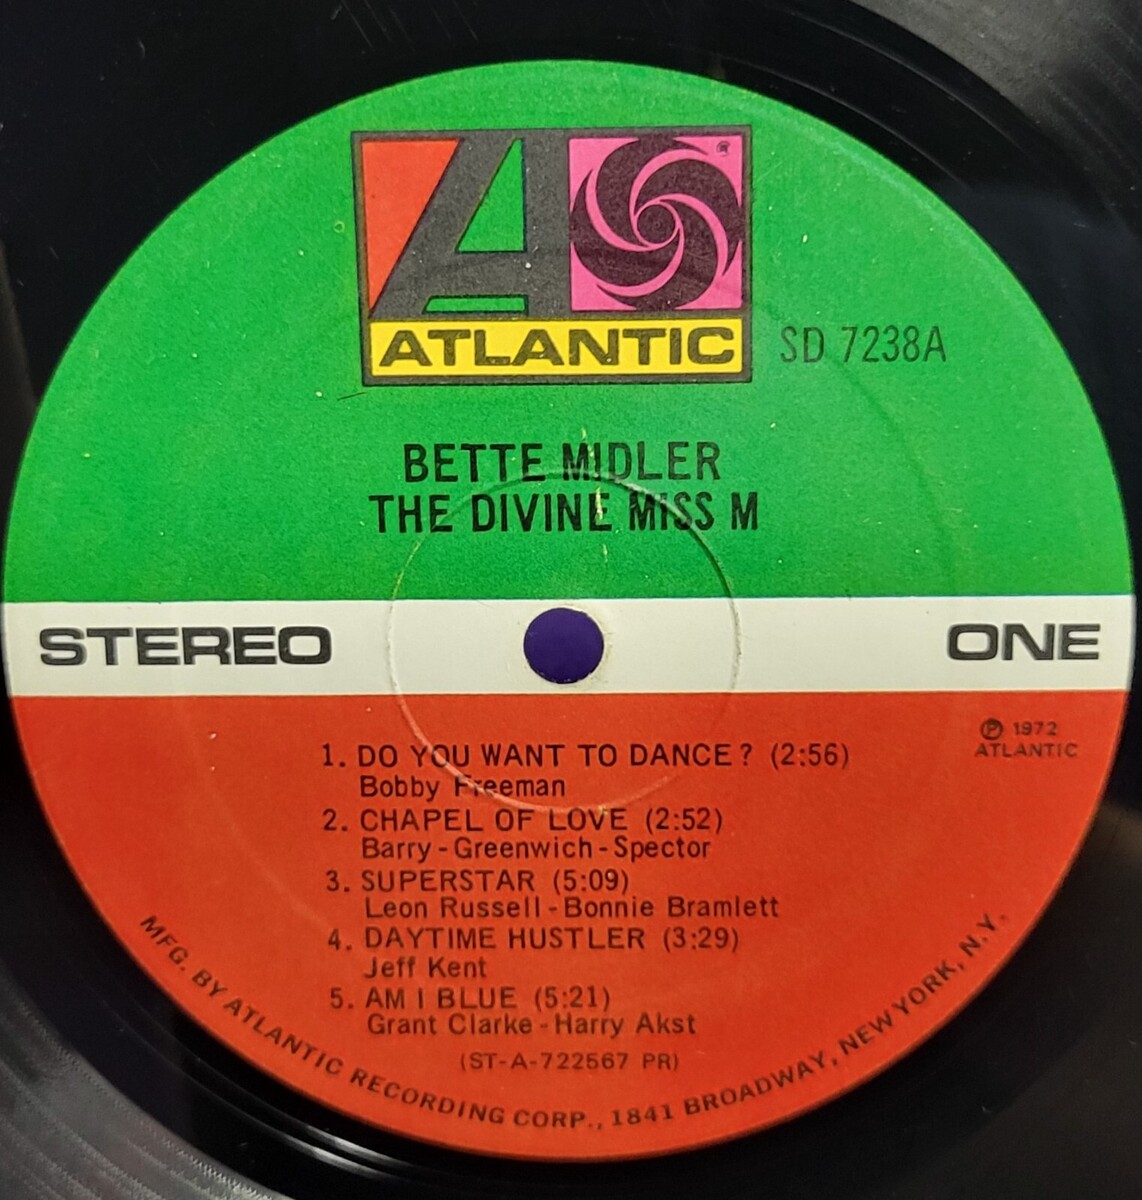 ®
ATLANTIC
SD 7238A
BETTE MIDLER
THE DIVINE MISS M
STEREO
ONE
℗ 1972
ATLANTIC
1. DO YOU WANT TO DANCE? (2:56)
Bobby Freeman
2. CHAPEL OF LOVE (2:52)
Barry - Greenwich - Spector
3. SUPERSTAR (5:09)
Leon Russell - Bonnie Bramlett
4. DAYTIME HUSTLER (3:29)
Jeff Kent
5. AM I BLUE (5:21)
Grant Clarke - Harry Akst
(ST-A-722567 PR)
MFG. BY ATLANTIC RECORDING CORP., 1841 BROADWAY, NEW YORK, N.Y.